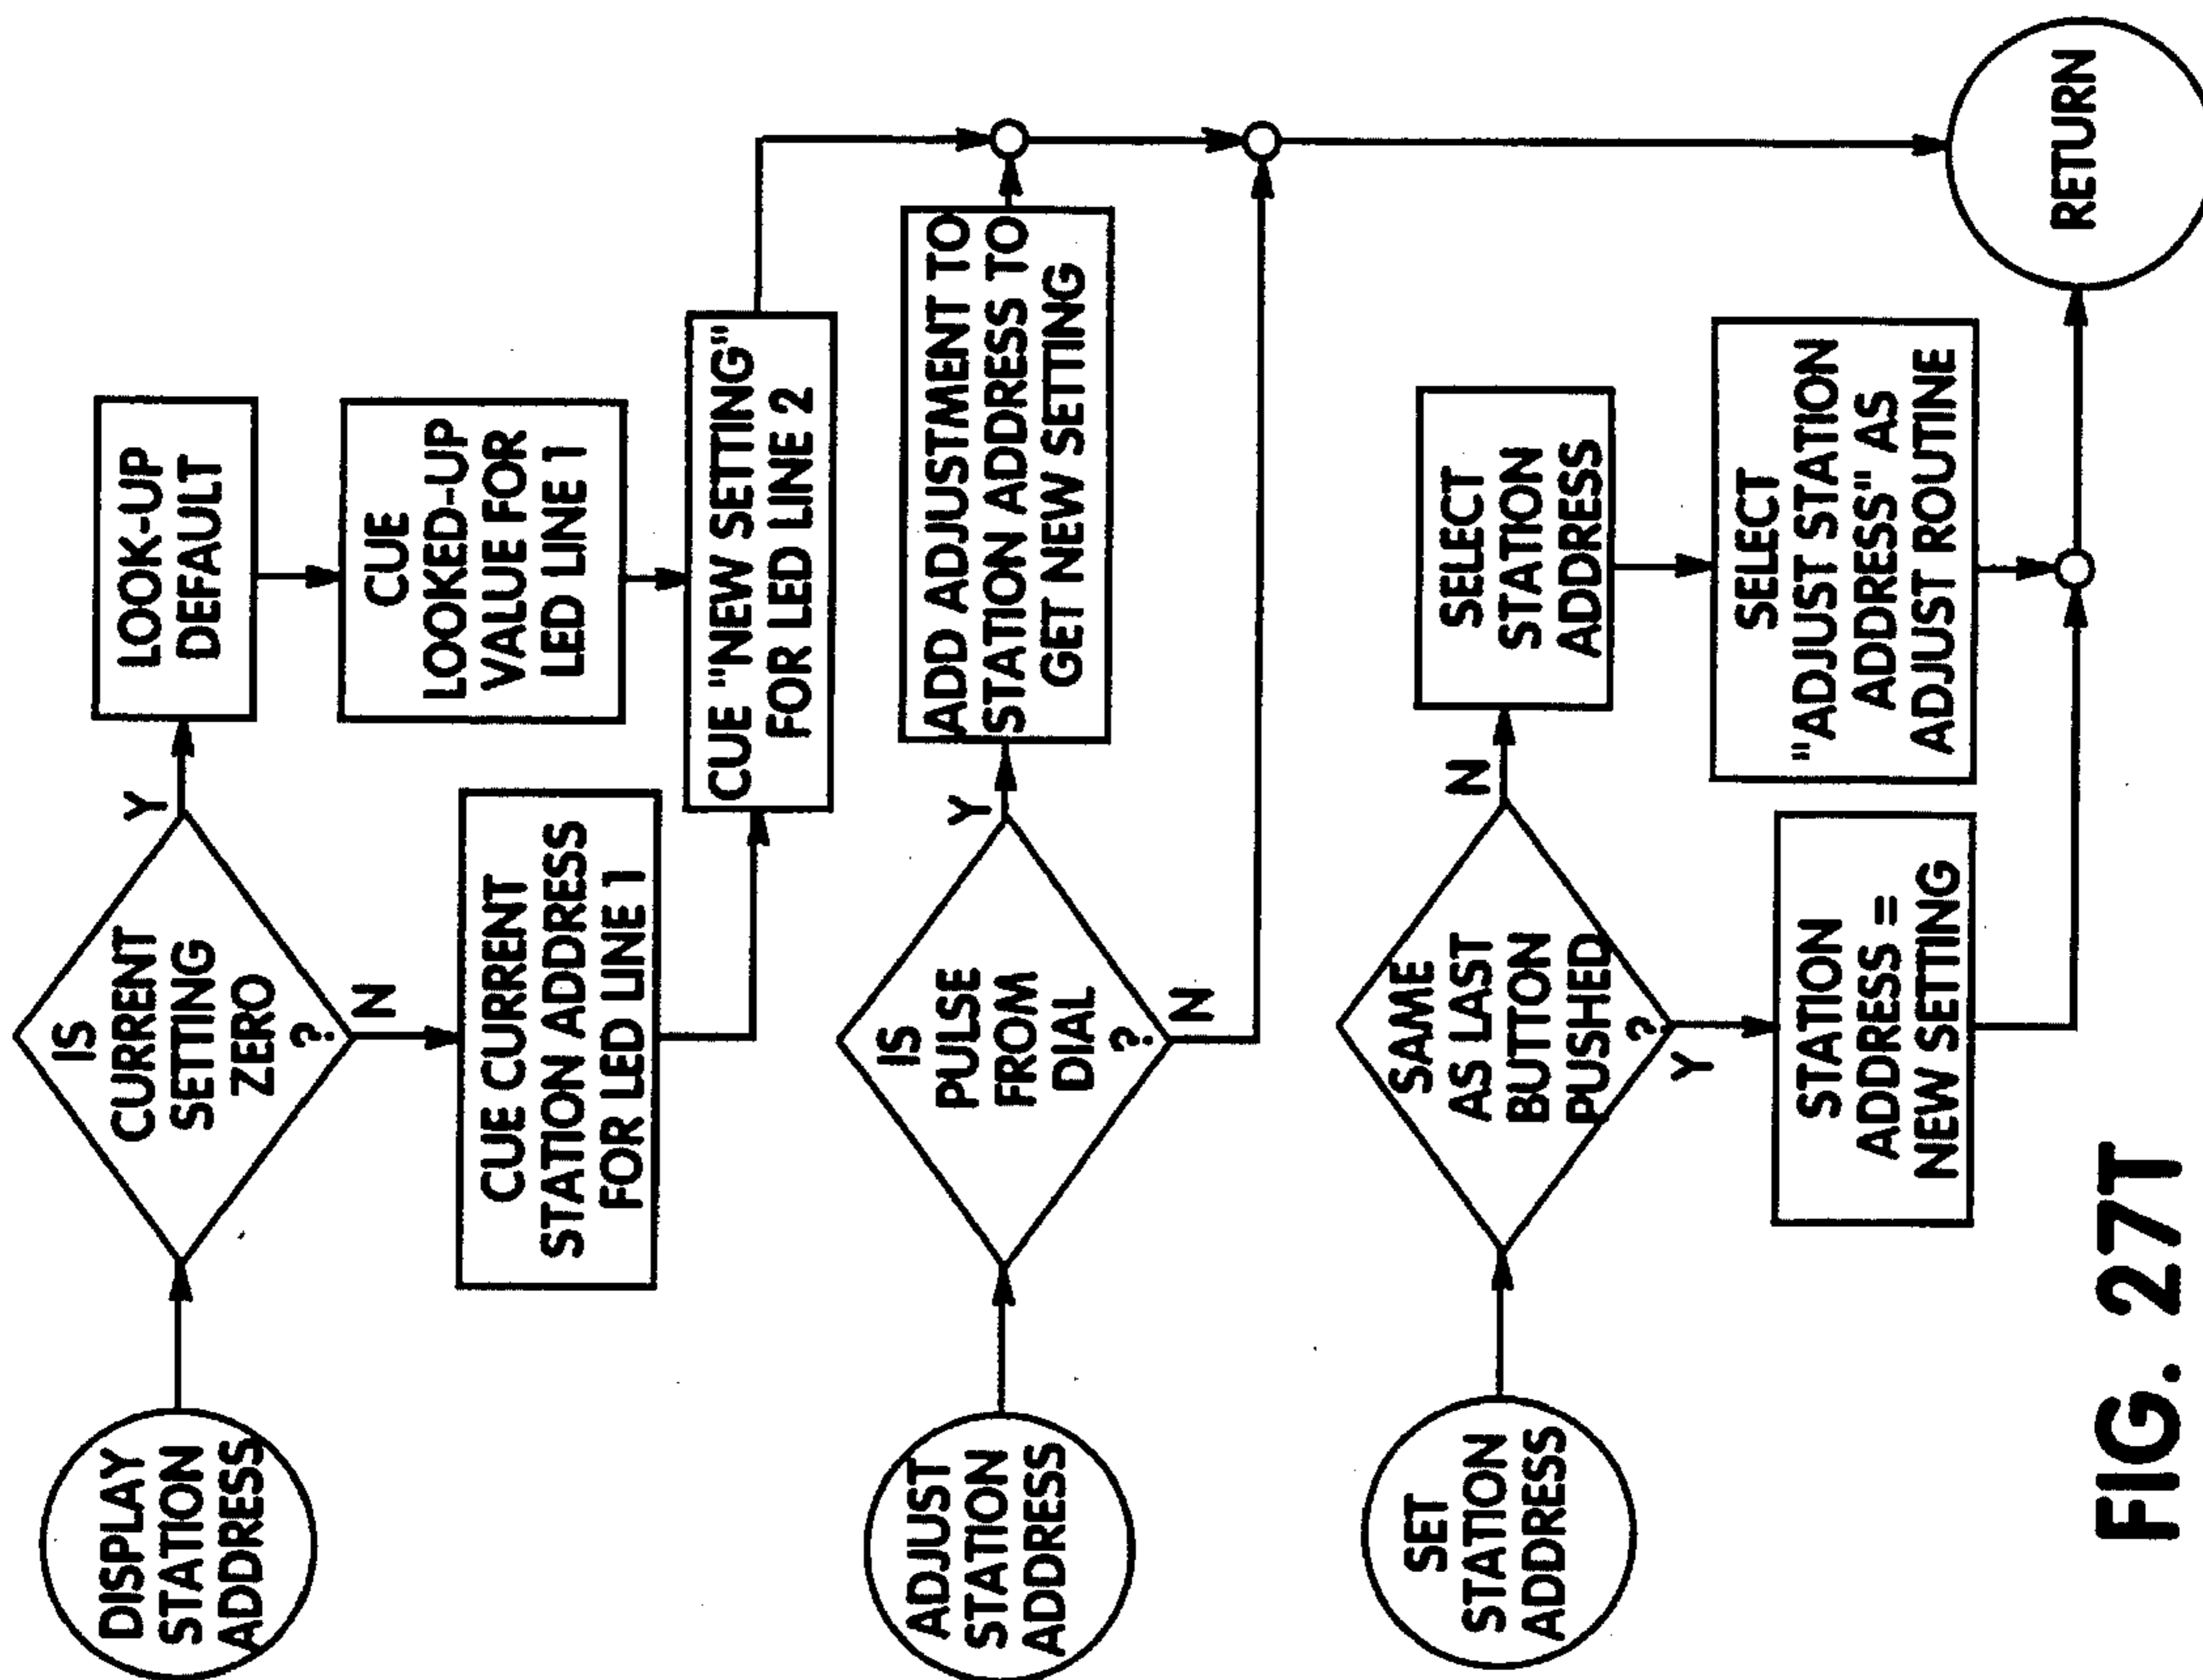 DISPLAY
STATION
ADDRESS
IS
CURRENT
SETTING
ZERO
?
Y
LOOK-UP
DEFAULT
CUE
LOOKED-UP
VALUE FOR
LED LINE 1
N
CUE CURRENT
STATION ADDRESS
FOR LED LINE 1
CUE "NEW SETTING"
FOR LED LINE 2
ADJUST
STATION
ADDRESS
IS
PULSE
FROM
DIAL
?
Y
ADD ADJUSTMENT TO
STATION ADDRESS TO
GET NEW SETTING
N
SET
STATION
ADDRESS
SAME
AS LAST
BUTTON
PUSHED
?
N
SELECT
STATION
ADDRESS
SELECT
"ADJUST STATION
ADDRESS" AS
ADJUST ROUTINE
Y
STATION
ADDRESS =
NEW SETTING
RETURN
FIG. 27T